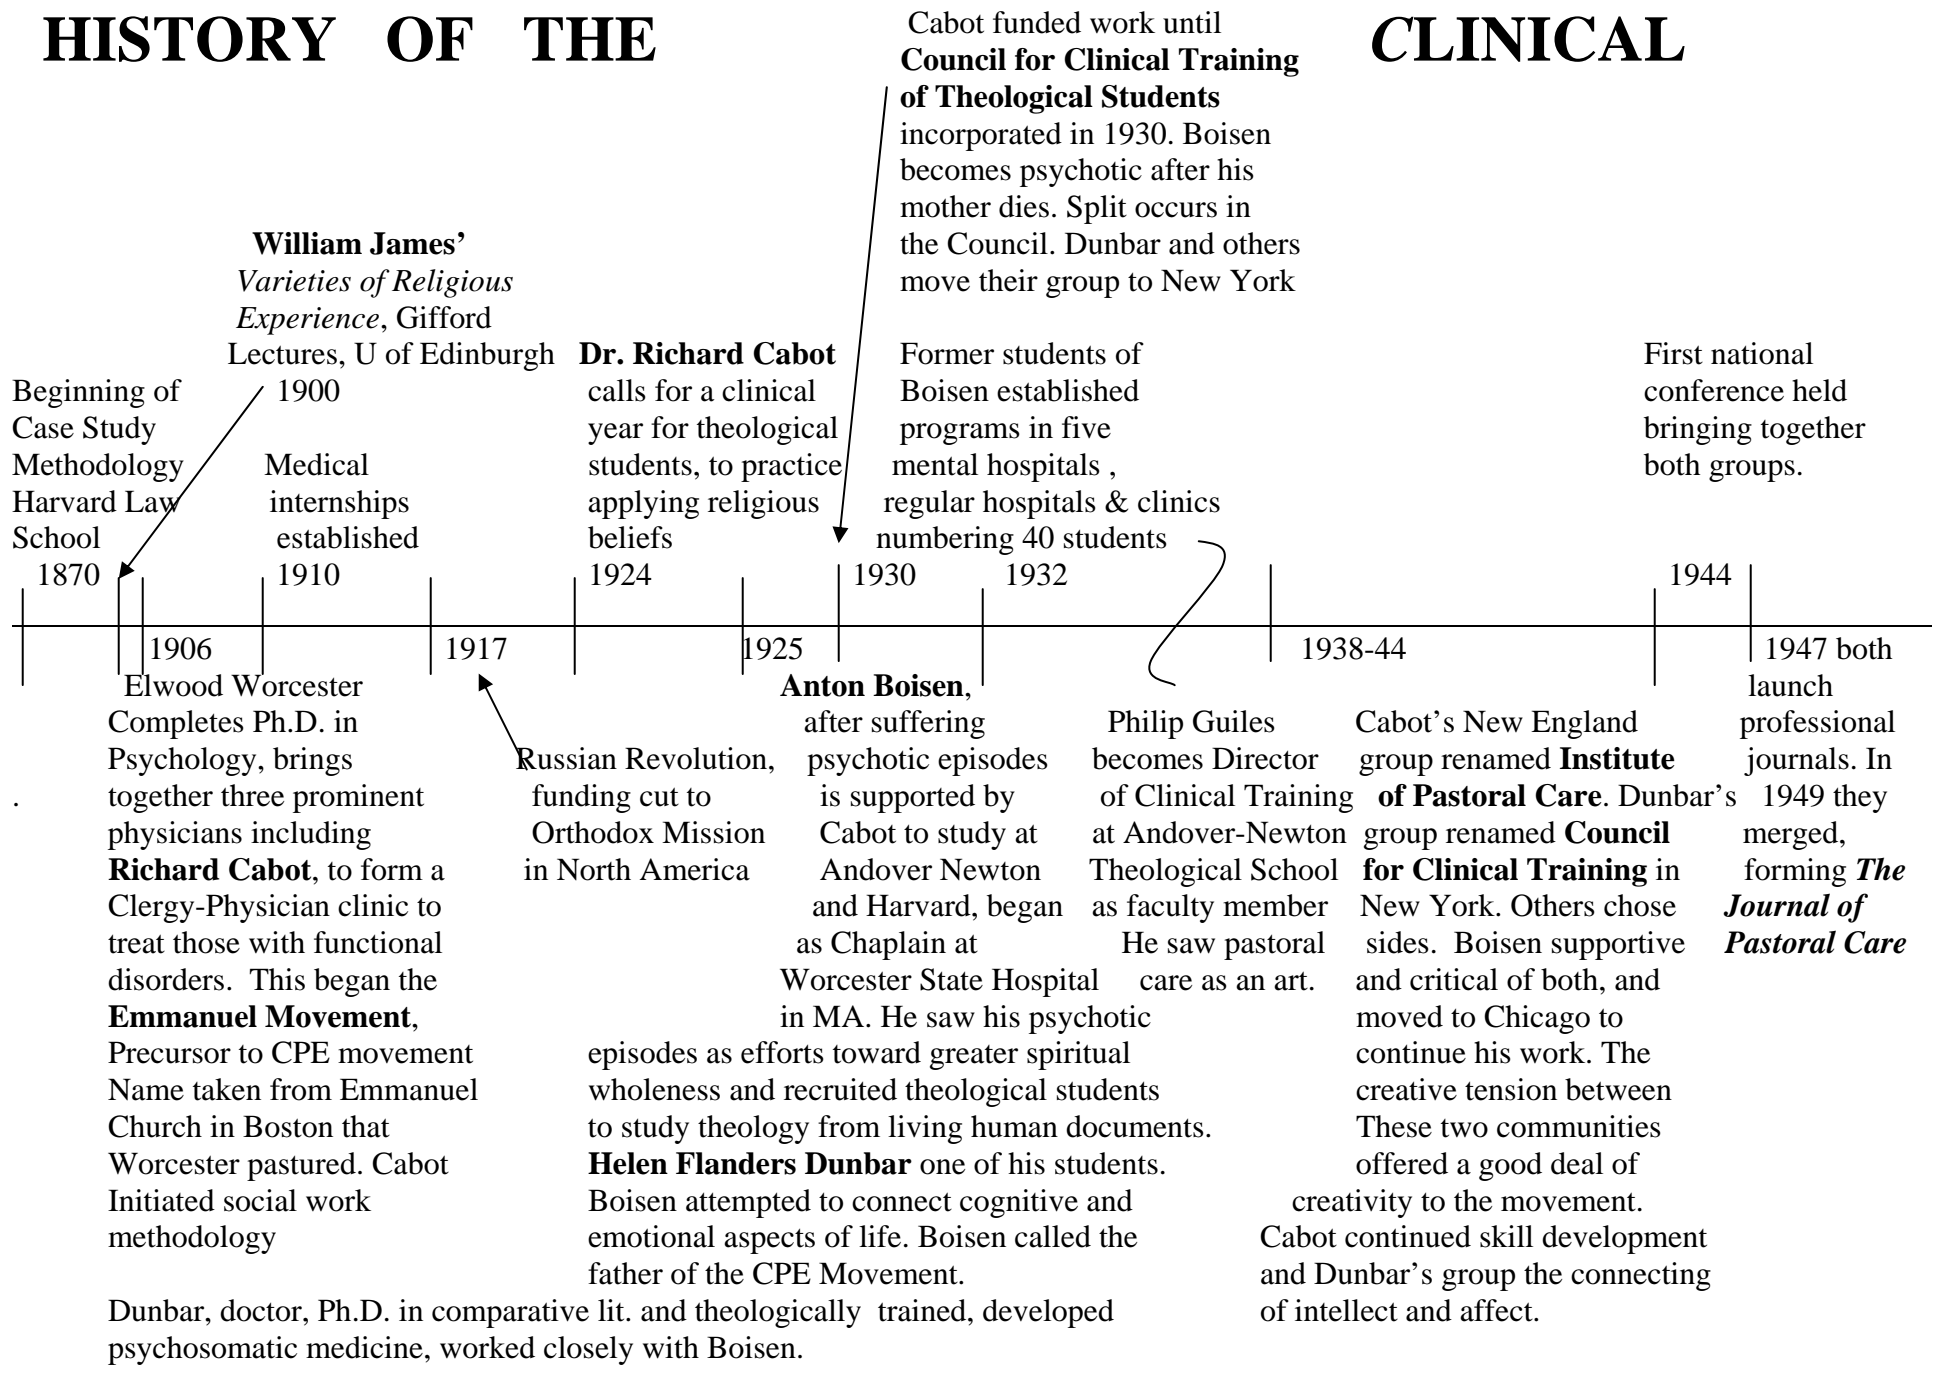 HISTORY OF THE CLINICAL
Cabot funded work until
Council for Clinical Training
of Theological Students
incorporated in 1930. Boisen
becomes psychotic after his
mother dies. Split occurs in
the Council. Dunbar and others
move their group to New York
William James’
Varieties of Religious
Experience, Gifford
Lectures, U of Edinburgh
1900
Beginning of
Case Study
Methodology
Harvard Law
School
1870
Medical
internships
established
1910
Dr. Richard Cabot
calls for a clinical
year for theological
students, to practice
applying religious
beliefs
1924
1930
Former students of
Boisen established
programs in five
mental hospitals ,
regular hospitals & clinics
numbering 40 students
1932
First national
conference held
bringing together
both groups.
1944
1906
Elwood Worcester
Completes Ph.D. in
Psychology, brings
together three prominent
physicians including
Richard Cabot, to form a
Clergy-Physician clinic to
treat those with functional
disorders. This began the
Emmanuel Movement,
Precursor to CPE movement
Name taken from Emmanuel
Church in Boston that
Worcester pastured. Cabot
Initiated social work
methodology
.
1917
Russian Revolution,
funding cut to
Orthodox Mission
in North America
1925
Anton Boisen,
after suffering
psychotic episodes
is supported by
Cabot to study at
Andover Newton
and Harvard, began
as Chaplain at
Worcester State Hospital
in MA. He saw his psychotic
episodes as efforts toward greater spiritual
wholeness and recruited theological students
to study theology from living human documents.
Helen Flanders Dunbar one of his students.
Boisen attempted to connect cognitive and
emotional aspects of life. Boisen called the
father of the CPE Movement.
Dunbar, doctor, Ph.D. in comparative lit. and theologically trained, developed
psychosomatic medicine, worked closely with Boisen.
Philip Guiles
becomes Director
of Clinical Training
at Andover-Newton
Theological School
as faculty member
He saw pastoral
care as an art.
1938-44
Cabot’s New England
group renamed Institute
of Pastoral Care. Dunbar’s
group renamed Council
for Clinical Training in
New York. Others chose
sides. Boisen supportive
and critical of both, and
moved to Chicago to
continue his work. The
creative tension between
These two communities
offered a good deal of
creativity to the movement.
Cabot continued skill development
and Dunbar’s group the connecting
of intellect and affect.
1947 both
launch
professional
journals. In
1949 they
merged,
forming The
Journal of
Pastoral Care